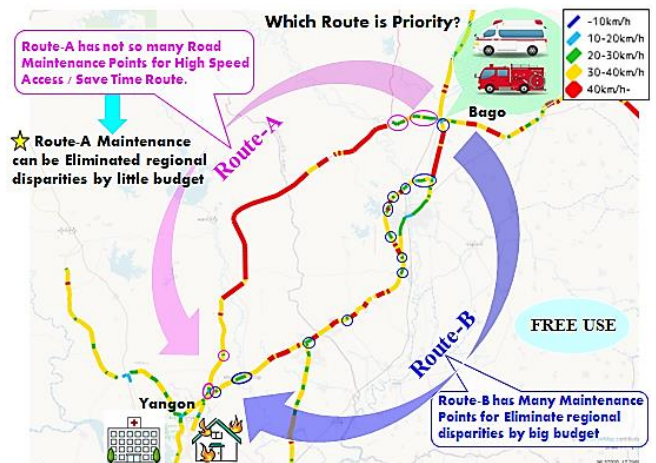 Which Route is Priority?
-10km/h
10-20km/h
20-30km/h
30-40km/h
40km/h-
Route-A has not so many Road
Maintenance Points for High Speed
Access / Save Time Route.
Bago
Route-A Maintenance
can be Eliminated regional
disparities by little budget
Route-A
Route-B
FREE USE
Yangon
Route-B has Many Maintenance
Points for Eliminate regional
disparities by big budget